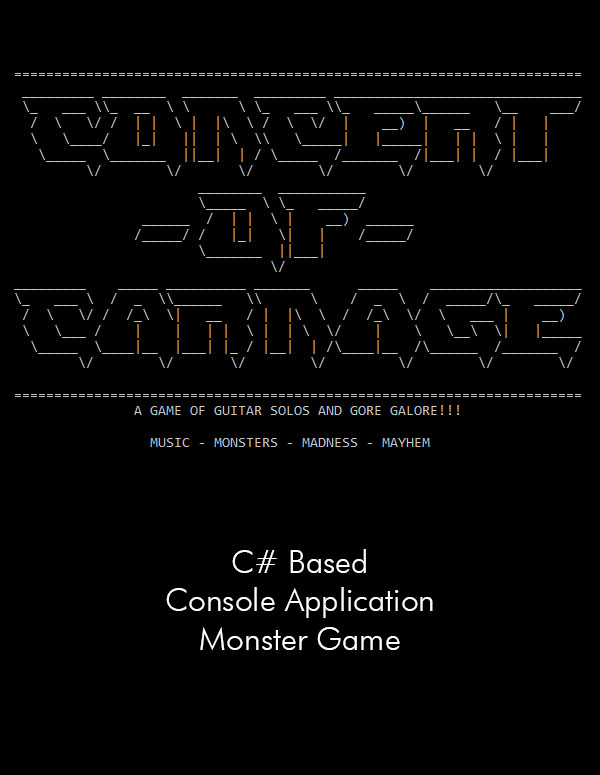 CONCERT
-OF-
CARNAGE
A GAME OF GUITAR SOLOS AND GORE GALORE!!!
MUSIC - MONSTERS - MADNESS - MAYHEM
C# Based
Console Application
Monster Game